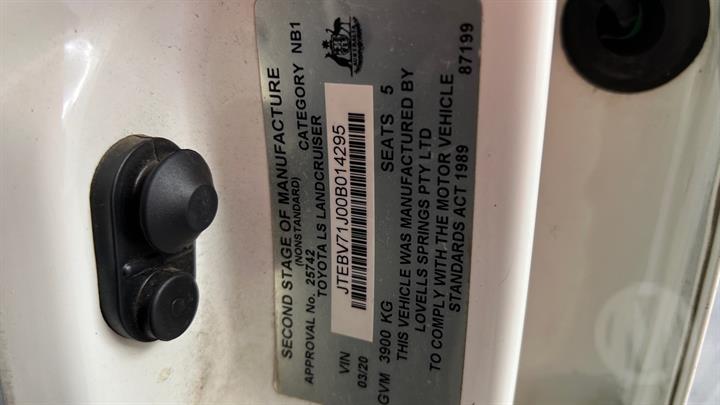 SECOND STAGE OF MANUFACTURE
(NONSTANDARD)
APPROVAL No. 25742 CATEGORY NB1
TOYOTA LS LANDCRUISER
VIN JTEBV71J00B014295
03/20
GVM 3900 KG SEATS 5
THIS VEHICLE WAS MANUFACTURED BY
LOVELLS SPRINGS PTY LTD
TO COMPLY WITH THE MOTOR VEHICLE
STANDARDS ACT 1989 87199